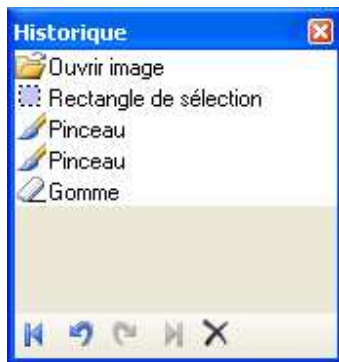 Historique
Ouvrir image
Rectangle de sélection
Pinceau
Pinceau
Gomme